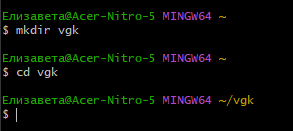 Елизавета@Acer-Nitro-5 MINGW64 ~
$ mkdir vgk
Елизавета@Acer-Nitro-5 MINGW64 ~
$ cd vgk
Елизавета@Acer-Nitro-5 MINGW64 ~/vgk
$